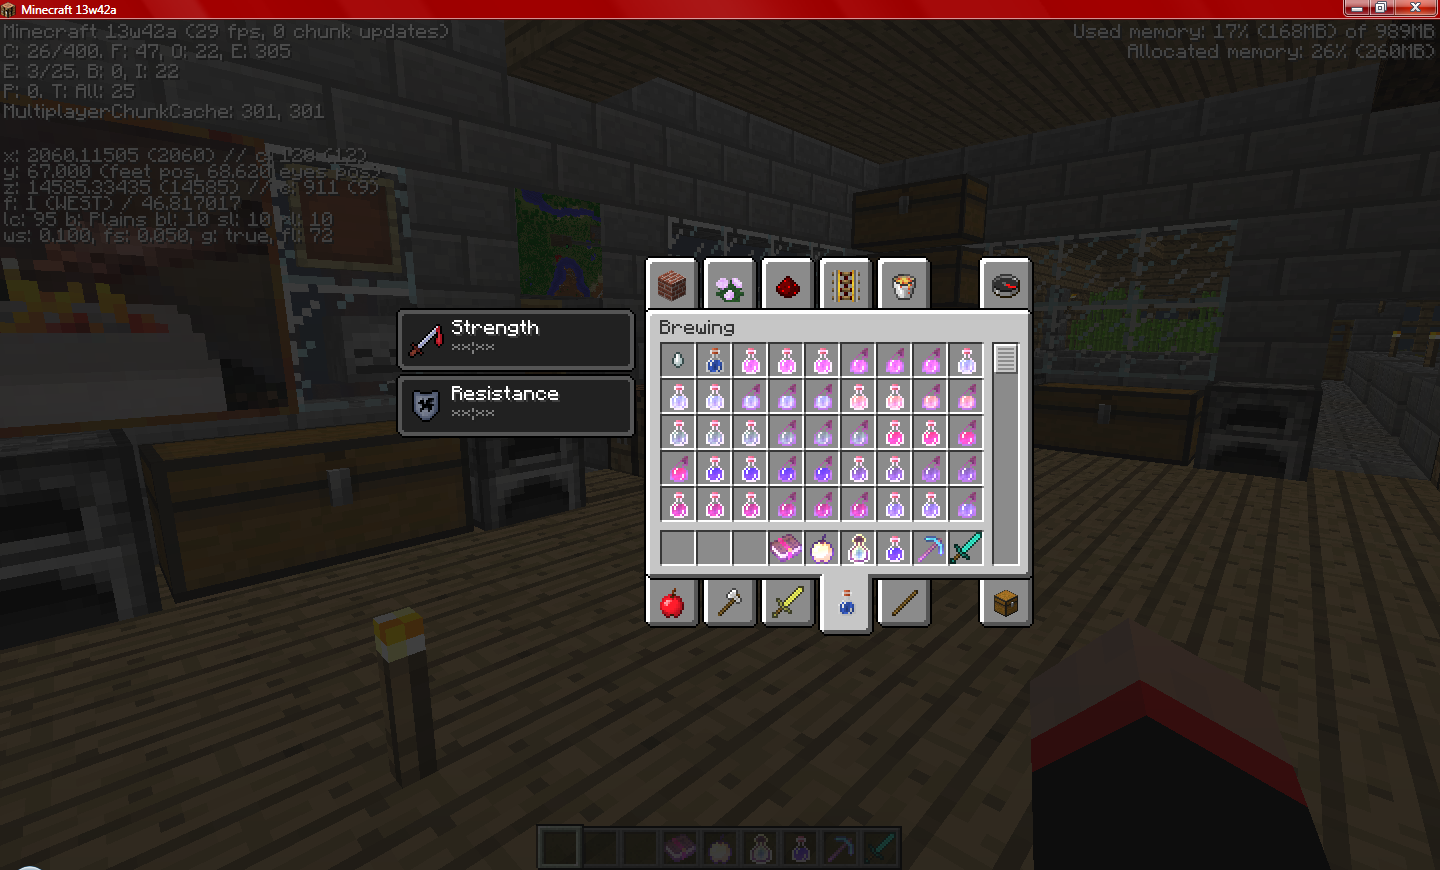 Minecraft 13w42a
Minecraft 13w42a (29 fps, 0 chunk updates)
C: 26/400. F: 47, O: 22, E: 305
E: 3/25. B: 0, I: 22
P: 0. T: All: 25
MultiplayerChunkCache: 301, 301
x: 2060.11505 (2060) // c: 128 (12)
y: 67.000 (feet pos, 68.620 eyes pos)
z: 14585.33435 (14585) // c: 911 (9)
f: 1 (WEST) / 46.817017
lc: 95 b: Plains bl: 10 sl: 10 rl: 10
ws: 0.100, fs: 0.050, g: true, fl: 72
Used memory: 17% (168MB) of 989MB
Allocated memory: 26% (260MB)
Strength
**:**
Resistance
**:**
Brewing